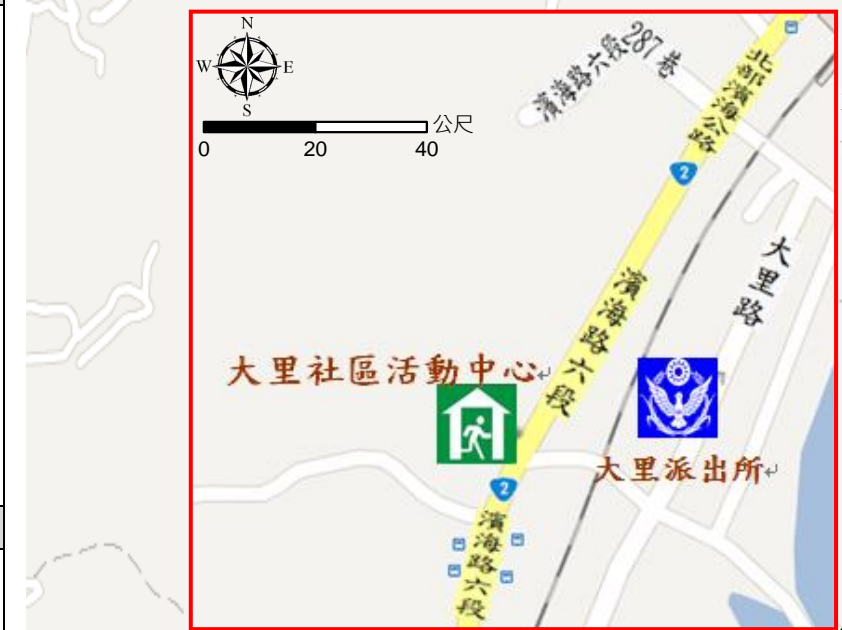 N
W E
S
公尺
0 20 40
濱海路六段287巷
北部濱海公路
2
大里路
濱海路六段
大里社區活動中心
大里派出所
2
濱海路六段